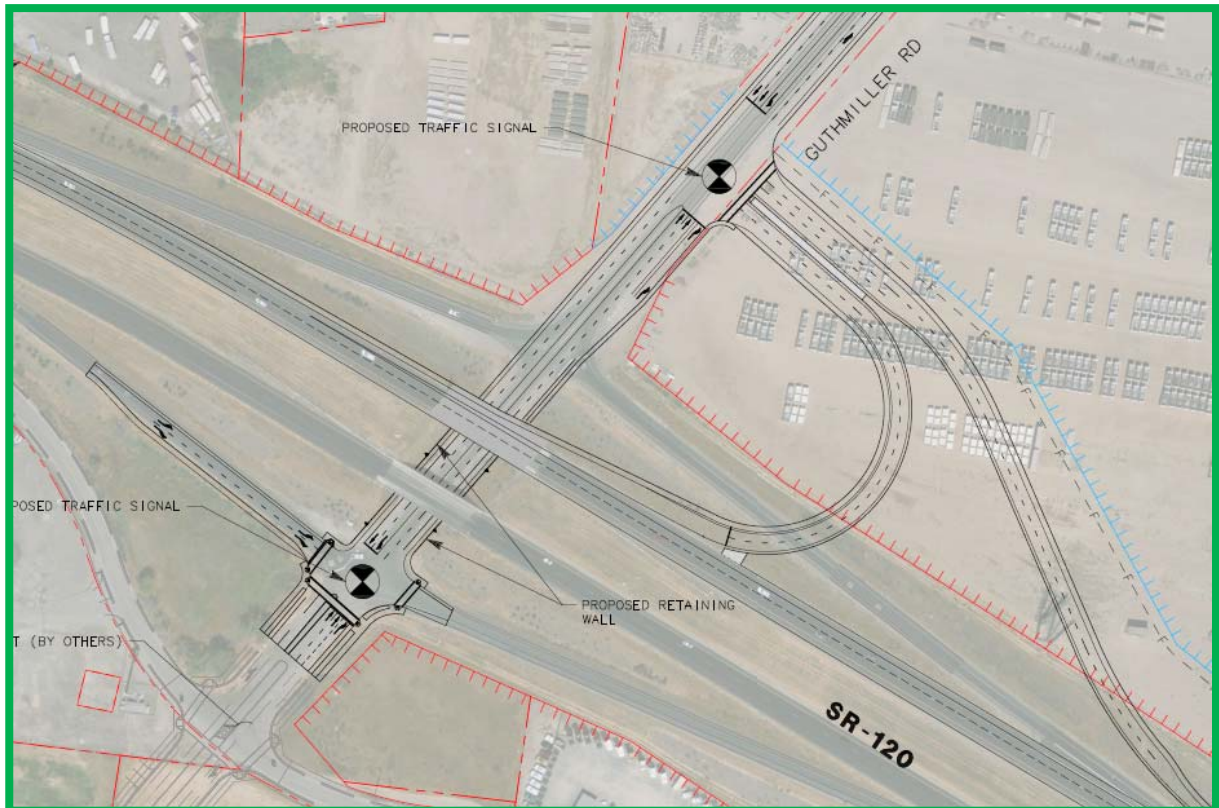 PROPOSED TRAFFIC SIGNAL
GUTHMILLER RD
POSED TRAFFIC SIGNAL
PROPOSED RETAINING
WALL
T (BY OTHERS)
SR-120
F
F
F
F
F
F
F
F